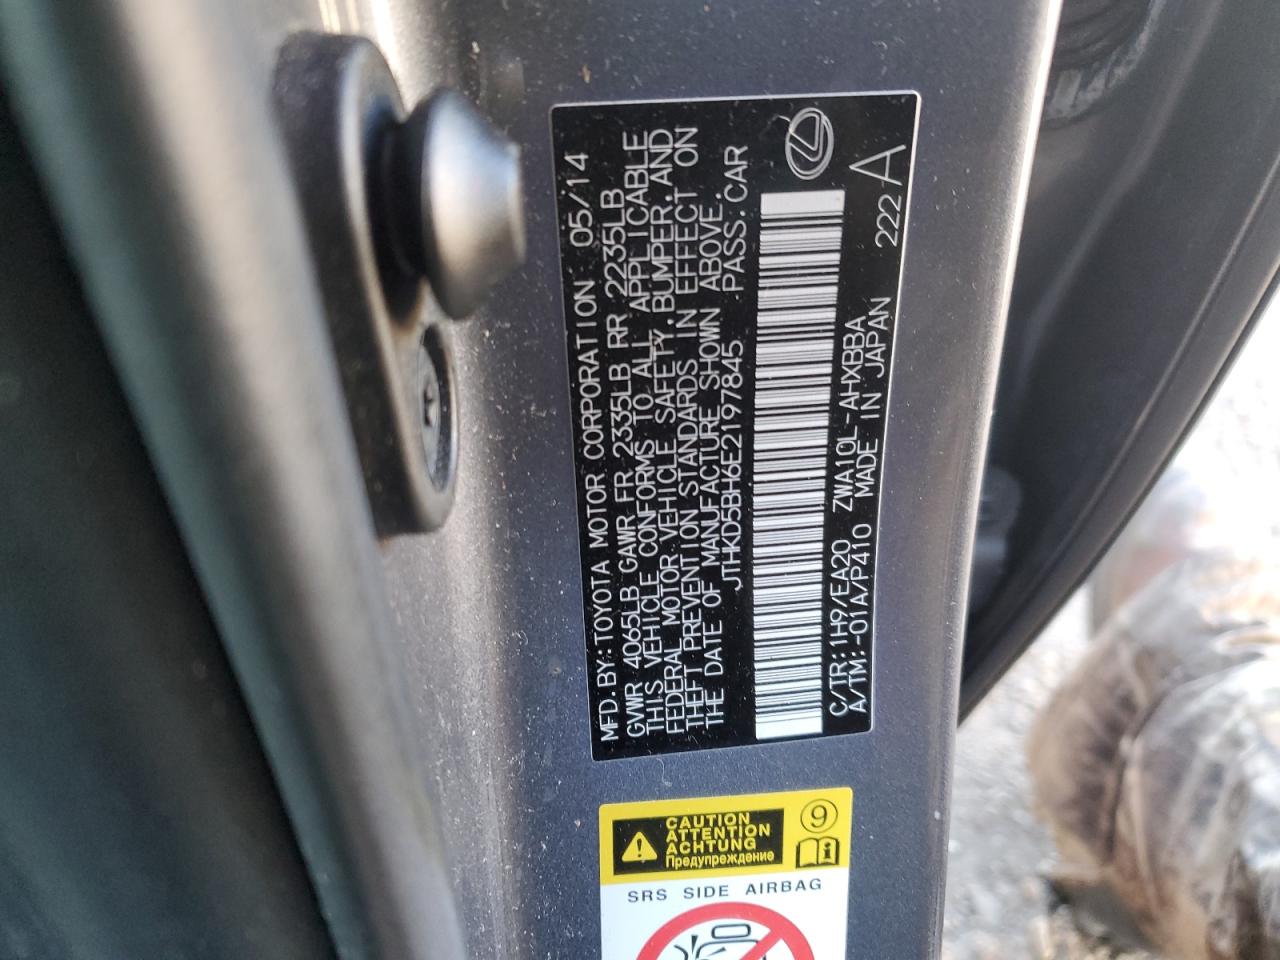 MFD.BY:TOYOTA MOTOR CORPORATION 05/14
GVWR 4065LB GAWR FR 2335LB RR 2235LB
THIS VEHICLE CONFORMS TO ALL APPLICABLE
FEDERAL MOTOR VEHICLE SAFETY,BUMPER,AND
THEFT PREVENTION STANDARDS IN EFFECT ON
THE DATE OF MANUFACTURE SHOWN ABOVE.
JTHKD5BH6E2197845 PASS.CAR
C/TR:1H9/EA20 ZWA10L-AHXBBA 222 A
A/TM:-01A/P410 MADE IN JAPAN
CAUTION
ATTENTION
ACHTUNG
Предупреждение
9
SRS SIDE AIRBAG